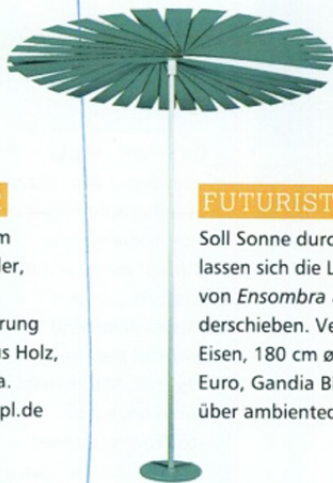 FUTURIST
Soll Sonne durc
lassen sich die L
von Ensombra
derschieben. Ve
Eisen, 180 cm ø
Euro, Gandia Bl
über ambientec
m
ler,
rung
us Holz,
a.
pl.de